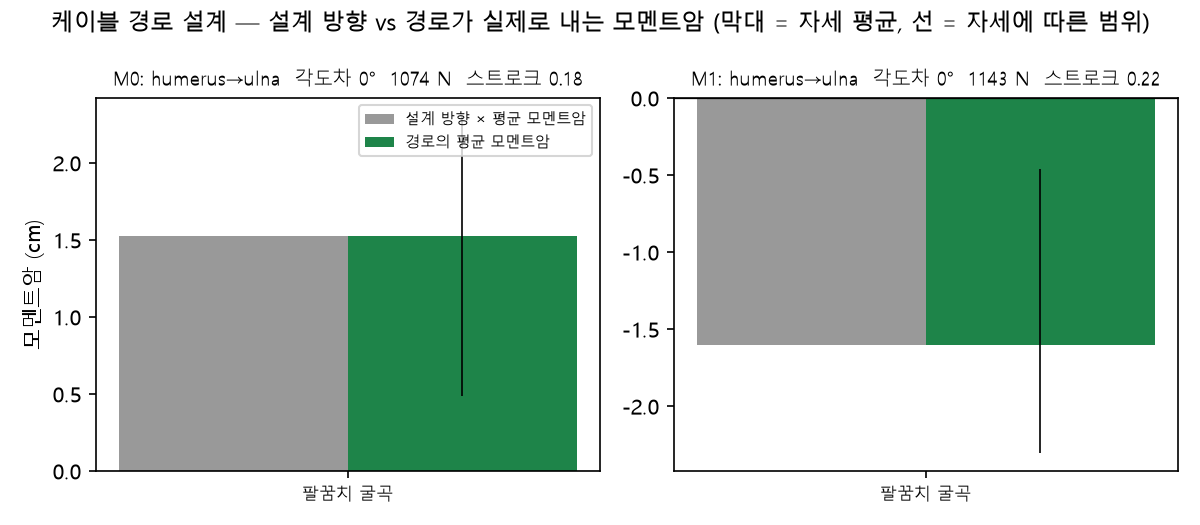 케이블 경로 설계 — 설계 방향 vs 경로가 실제로 내는 모멘트암 (막대 = 자세 평균, 선 = 자세에 따른 범위)
M0: humerus→ulna 각도차 0° 1074 N 스트로크 0.18
설계 방향 × 평균 모멘트암
경로의 평균 모멘트암
모멘트암 (cm)
2.0
1.5
1.0
0.5
0.0
팔꿈치 굴곡
M1: humerus→ulna 각도차 0° 1143 N 스트로크 0.22
0.0
-0.5
-1.0
-1.5
-2.0
팔꿈치 굴곡